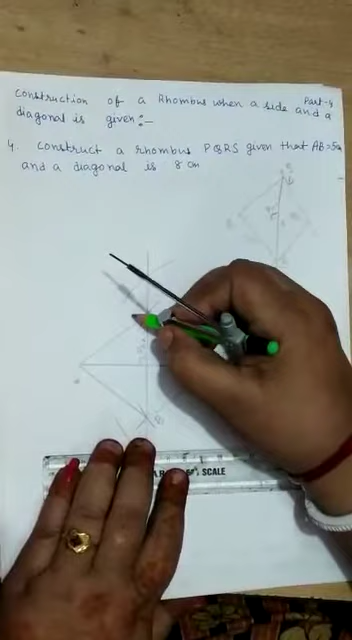 Construction of a Rhombus when a side and a
Part-4
diagonal is given:-
4. Construct a rhombus PQRS given that AB=5cm
and a diagonal is 8 cm
SCALE